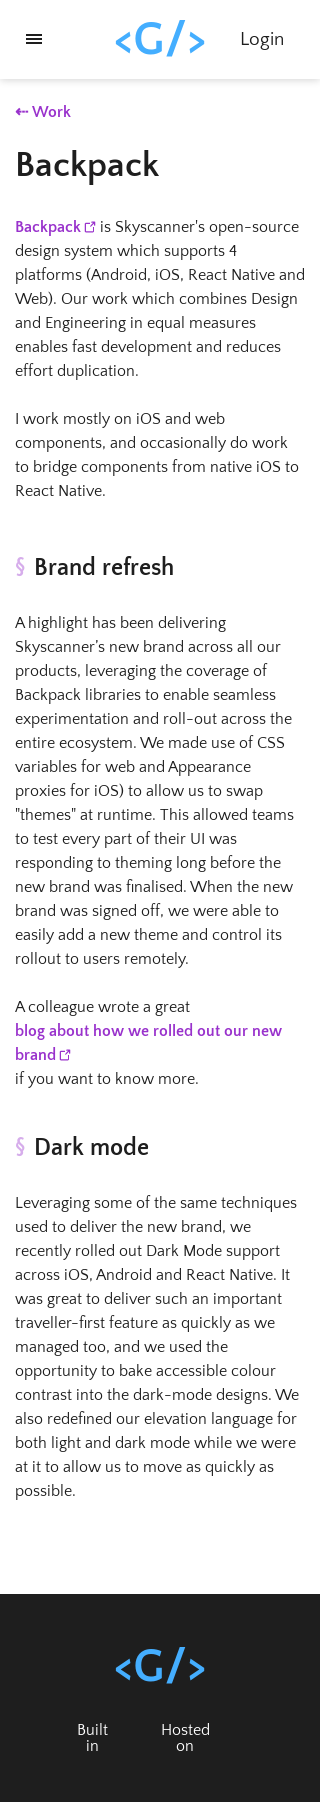 <G/>
Login
⇠ Work
Backpack
Backpack is Skyscanner's open-source
design system which supports 4
platforms (Android, iOS, React Native and
Web). Our work which combines Design
and Engineering in equal measures
enables fast development and reduces
effort duplication.
I work mostly on iOS and web
components, and occasionally do work
to bridge components from native iOS to
React Native.
§ Brand refresh
A highlight has been delivering
Skyscanner’s new brand across all our
products, leveraging the coverage of
Backpack libraries to enable seamless
experimentation and roll-out across the
entire ecosystem. We made use of CSS
variables for web and Appearance
proxies for iOS) to allow us to swap
"themes" at runtime. This allowed teams
to test every part of their UI was
responding to theming long before the
new brand was finalised. When the new
brand was signed off, we were able to
easily add a new theme and control its
rollout to users remotely.
A colleague wrote a great
blog about how we rolled out our new
brand
if you want to know more.
§ Dark mode
Leveraging some of the same techniques
used to deliver the new brand, we
recently rolled out Dark Mode support
across iOS, Android and React Native. It
was great to deliver such an important
traveller-first feature as quickly as we
managed too, and we used the
opportunity to bake accessible colour
contrast into the dark-mode designs. We
also redefined our elevation language for
both light and dark mode while we were
at it to allow us to move as quickly as
possible.
<G/>
Built
in
Hosted
on